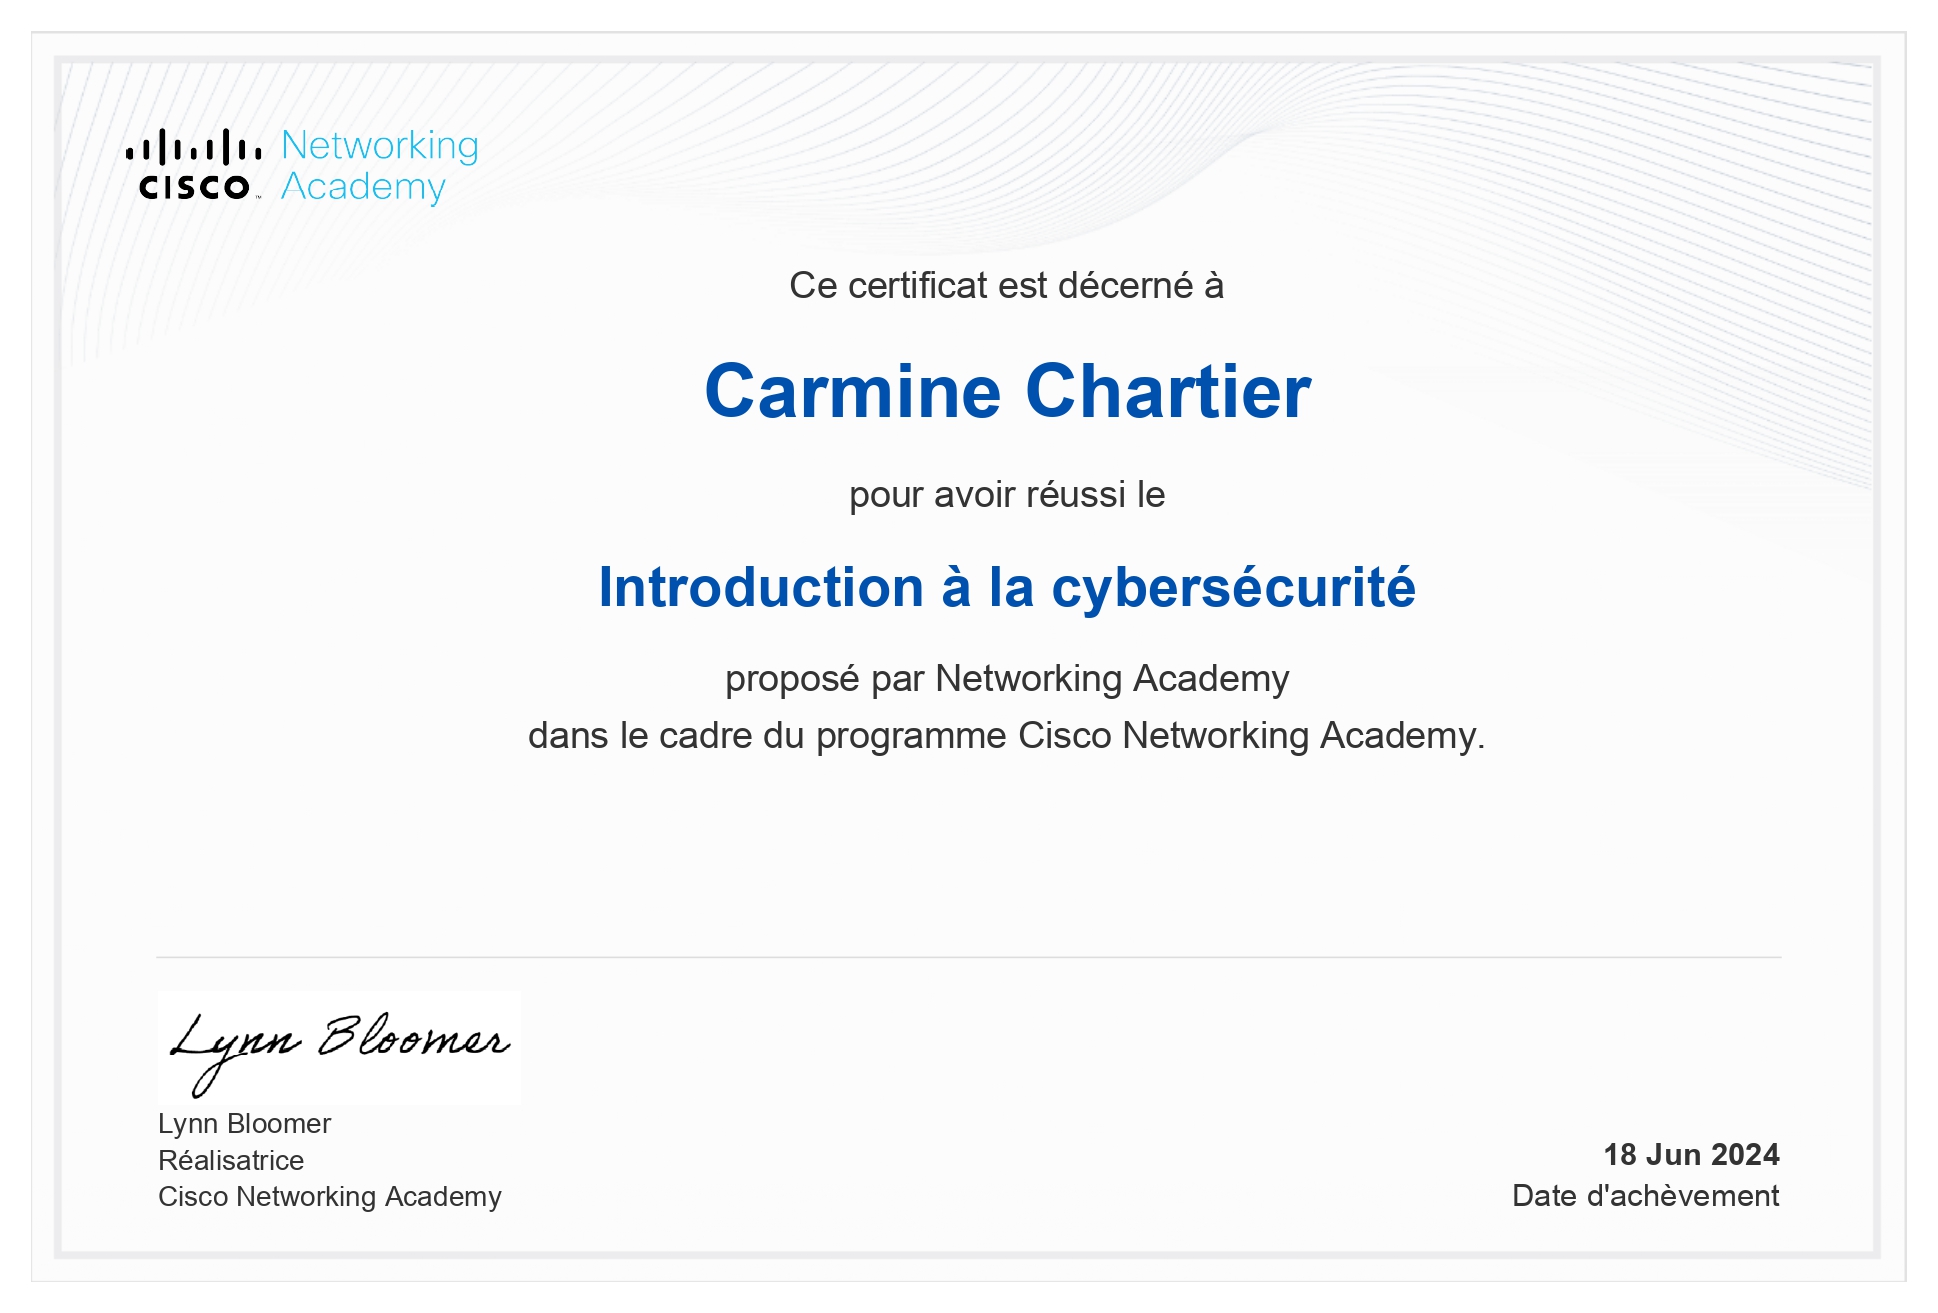 Networking
CISCO™ Academy
Ce certificat est décerné à
Carmine Chartier
pour avoir réussi le
Introduction à la cybersécurité
proposé par Networking Academy
dans le cadre du programme Cisco Networking Academy.
Lynn Bloomer
Lynn Bloomer
Réalisatrice
Cisco Networking Academy
18 Jun 2024
Date d'achèvement